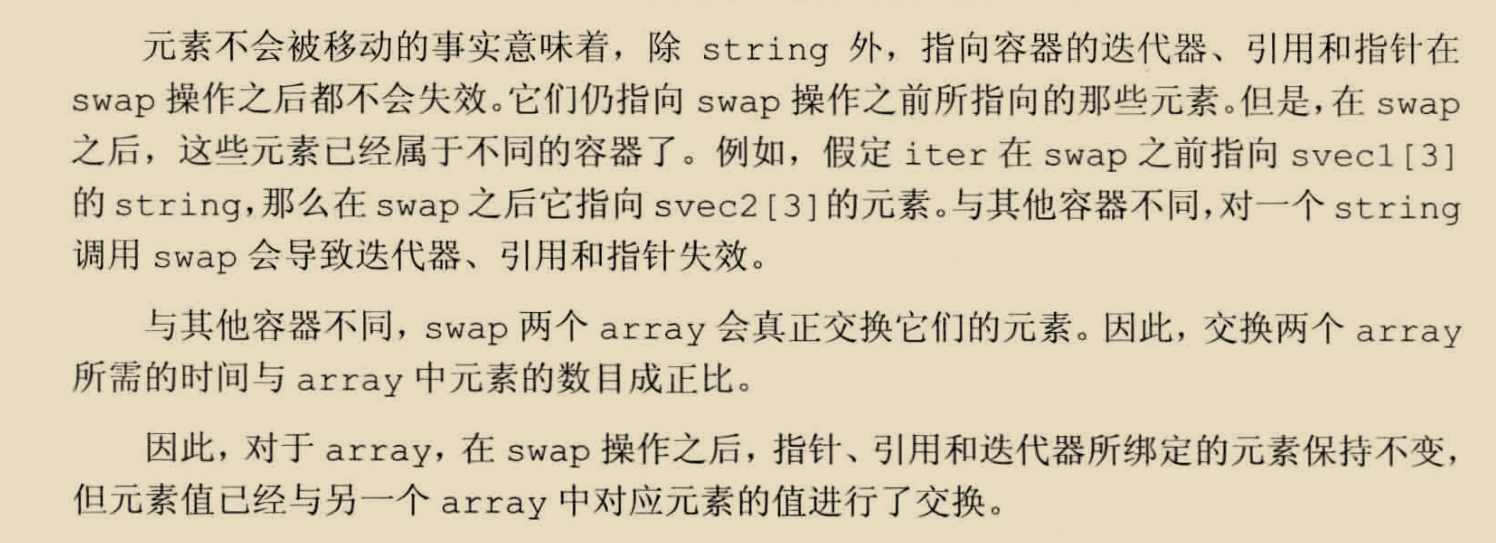 元素不会被移动的事实意味着，除 string 外，指向容器的迭代器、引用和指针在
swap 操作之后都不会失效。它们仍指向 swap 操作之前所指向的那些元素。但是，在 swap
之后，这些元素已经属于不同的容器了。例如，假定 iter 在 swap 之前指向 svec1[3]
的 string，那么在 swap 之后它指向 svec2[3]的元素。与其他容器不同，对一个 string
调用 swap 会导致迭代器、引用和指针失效。
与其他容器不同，swap 两个 array 会真正交换它们的元素。因此，交换两个 array
所需的时间与 array 中元素的数目成正比。
因此，对于 array，在 swap 操作之后，指针、引用和迭代器所绑定的元素保持不变，
但元素值已经与另一个 array 中对应元素的值进行了交换。